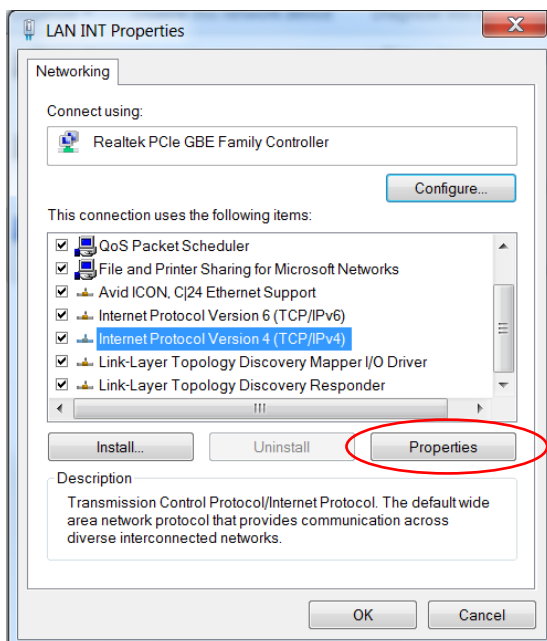 LAN INT Properties
Networking
Connect using:
Realtek PCIe GBE Family Controller
Configure...
This connection uses the following items:
QoS Packet Scheduler
File and Printer Sharing for Microsoft Networks
Avid ICON, C|24 Ethernet Support
Internet Protocol Version 6 (TCP/IPv6)
Internet Protocol Version 4 (TCP/IPv4)
Link-Layer Topology Discovery Mapper I/O Driver
Link-Layer Topology Discovery Responder
Install...
Uninstall
Properties
Description
Transmission Control Protocol/Internet Protocol. The default wide
area network protocol that provides communication across
diverse interconnected networks.
OK
Cancel